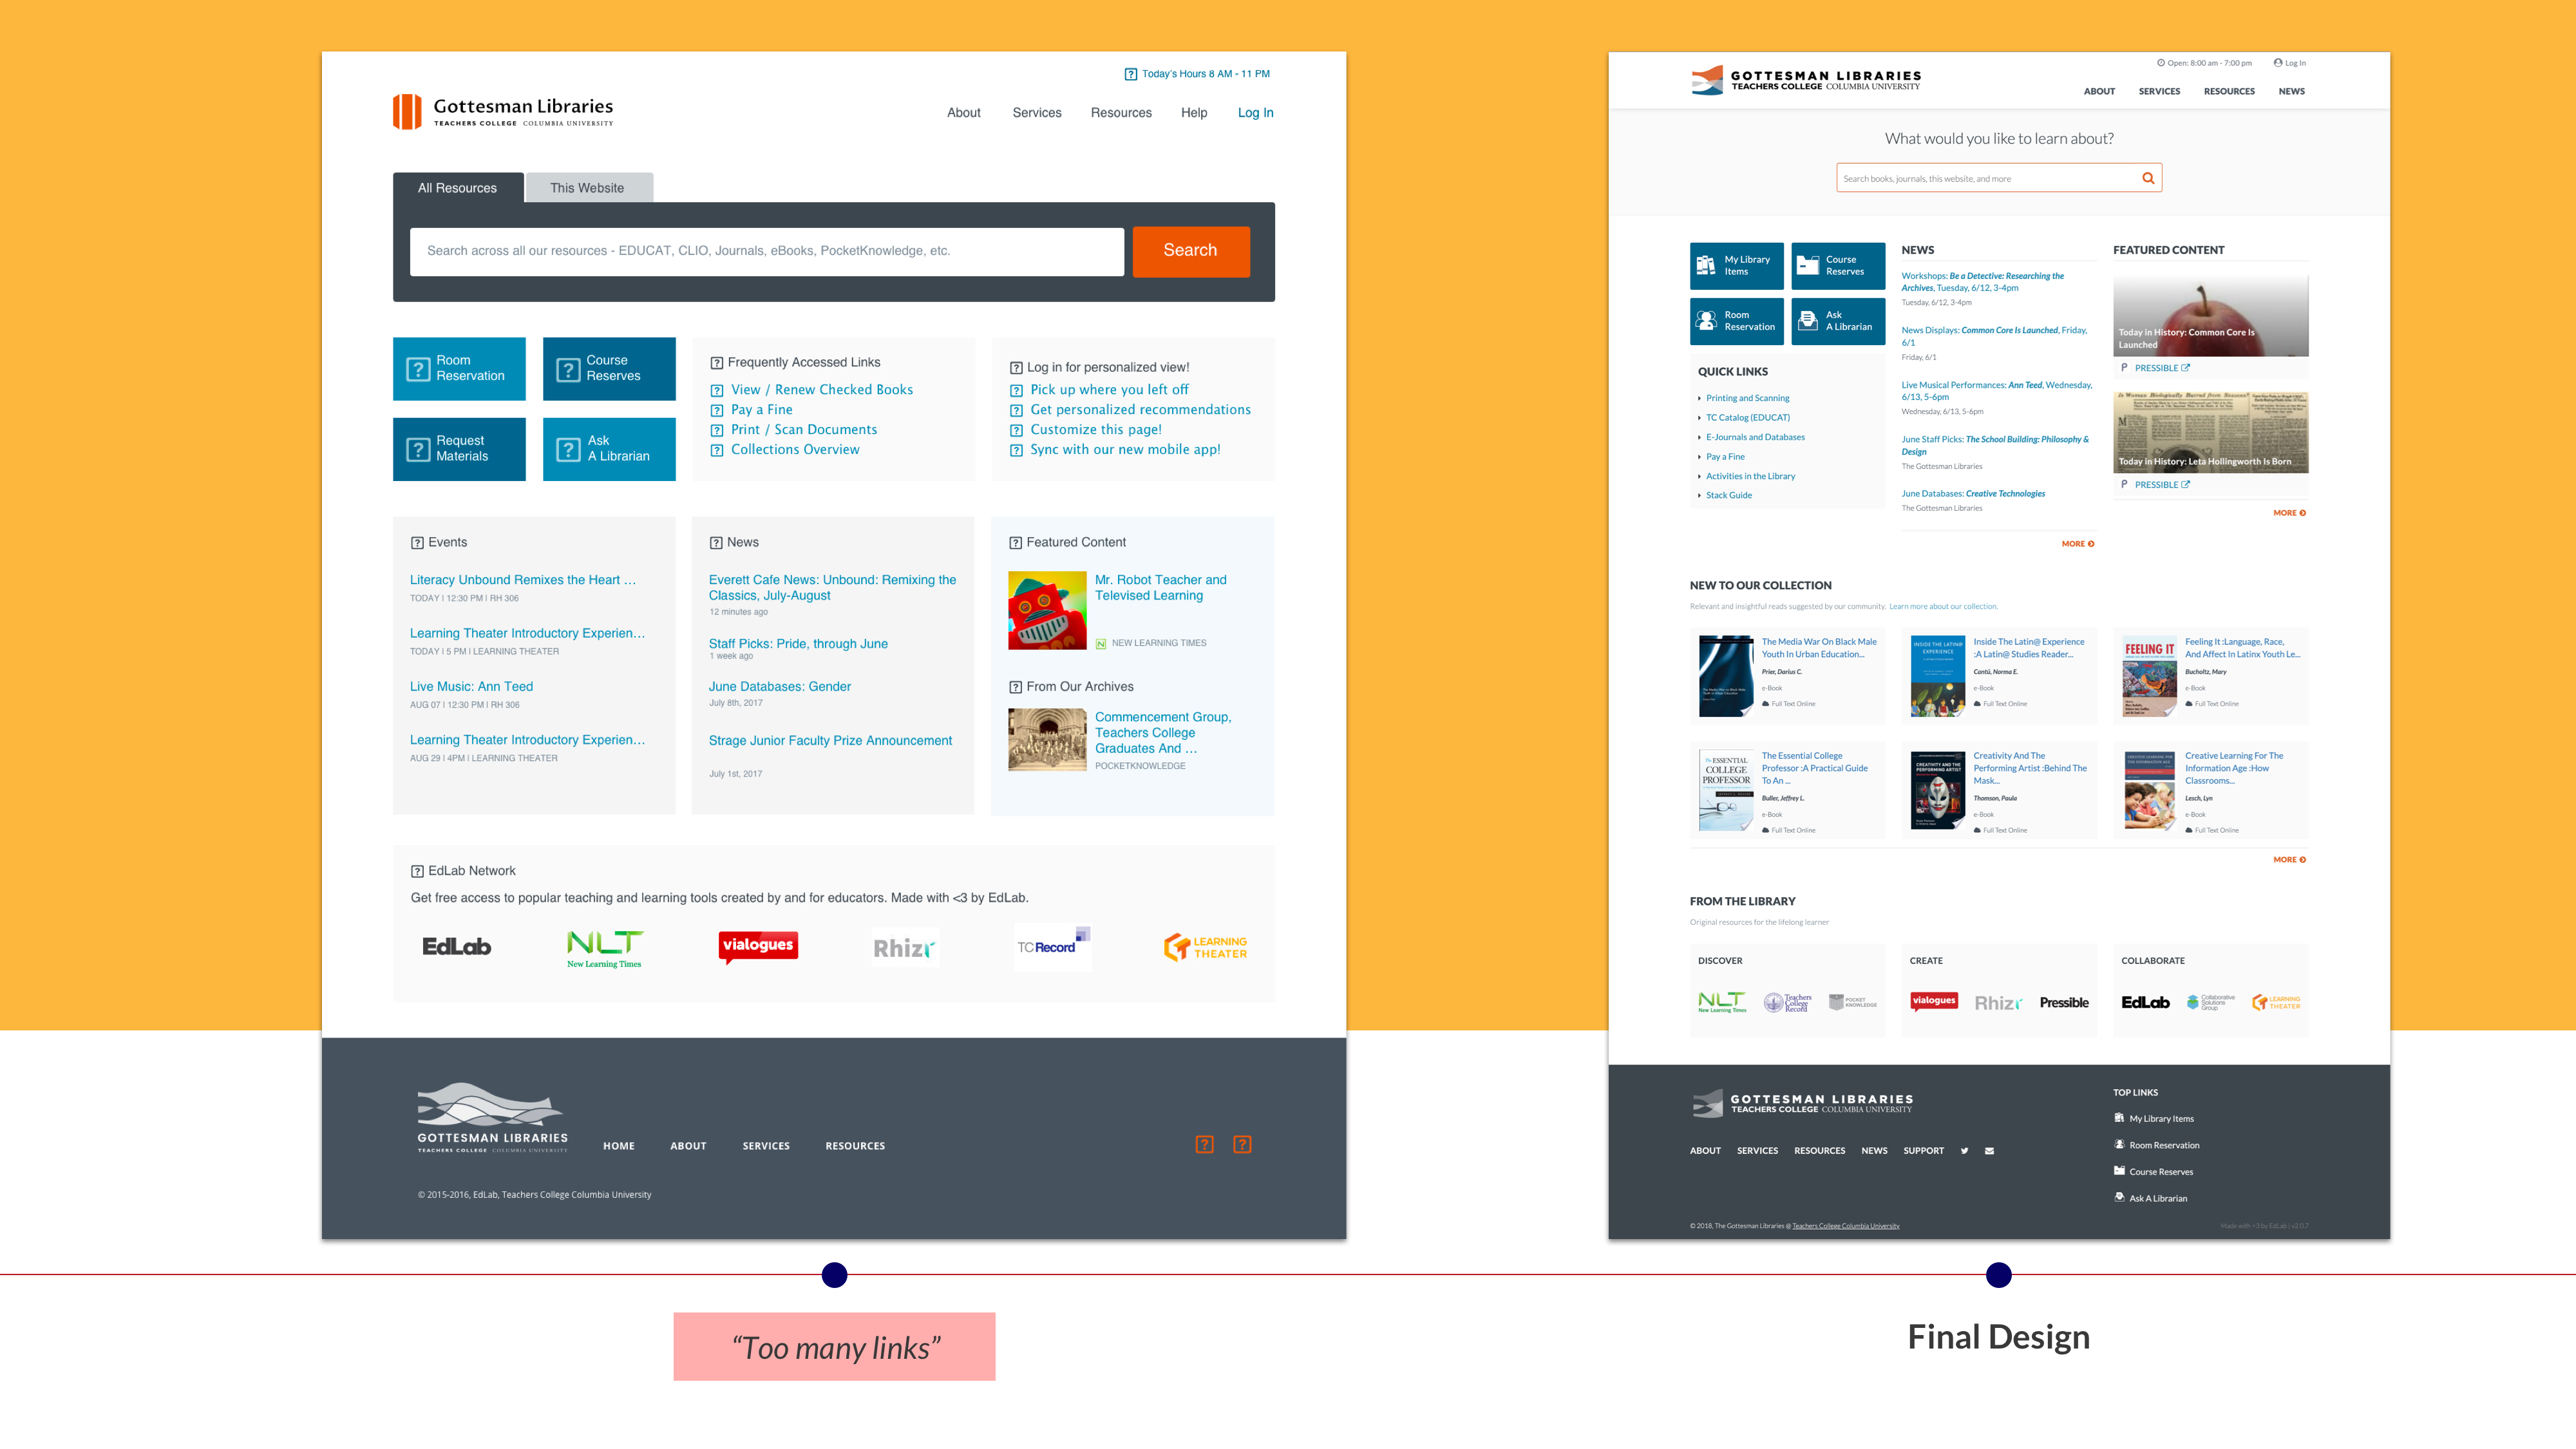 Today's Hours 8 AM - 11 PM
Gottesman Libraries
TEACHERS COLLEGE COLUMBIA UNIVERSITY
About Services Resources Help Log In
All Resources This Website
Search across all our resources - EDUCAT, CLIO, Journals, eBooks, PocketKnowledge, etc.
Search
Room
Reservation
Course
Reserves
Request
Materials
Ask
A Librarian
Frequently Accessed Links
View / Renew Checked Books
Pay a Fine
Print / Scan Documents
Collections Overview
Log in for personalized view!
Pick up where you left off
Get personalized recommendations
Customize this page!
Sync with our new mobile app!
Events
Literacy Unbound Remixes the Heart ...
TODAY | 12:30 PM | RH 306
Learning Theater Introductory Experien...
TODAY | 5 PM | LEARNING THEATER
Live Music: Ann Teed
AUG 07 | 12:30 PM | RH 306
Learning Theater Introductory Experien...
AUG 29 | 4PM | LEARNING THEATER
News
Everett Cafe News: Unbound: Remixing the
Classics, July-August
12 minutes ago
Staff Picks: Pride, through June
1 week ago
June Databases: Gender
July 8th, 2017
Strage Junior Faculty Prize Announcement
July 1st, 2017
Featured Content
Mr. Robot Teacher and
Televised Learning
N NEW LEARNING TIMES
From Our Archives
Commencement Group,
Teachers College
Graduates And ...
POCKETKNOWLEDGE
EdLab Network
Get free access to popular teaching and learning tools created by and for educators. Made with <3 by EdLab.
EdLab
NLT
New Learning Times
vialogues
Rhizr
TC Record
LEARNING
THEATER
GOTTESMAN LIBRARIES
TEACHERS COLLEGE COLUMBIA UNIVERSITY
HOME ABOUT SERVICES RESOURCES
© 2015-2016, EdLab, Teachers College Columbia University
"Too many links"
Open: 8:00 am - 7:00 pm Log In
GOTTESMAN LIBRARIES
TEACHERS COLLEGE COLUMBIA UNIVERSITY
ABOUT SERVICES RESOURCES NEWS
What would you like to learn about?
Search books, journals, this website, and more
My Library
Items
Course
Reserves
Room
Reservation
Ask
A Librarian
QUICK LINKS
Printing and Scanning
TC Catalog (EDUCAT)
E-Journals and Databases
Pay a Fine
Activities in the Library
Stack Guide
NEWS
Workshops: Be a Detective: Researching the
Archives, Tuesday, 6/12, 3-4pm
Tuesday, 6/12, 3-4pm
News Displays: Common Core Is Launched, Friday,
6/1
Friday, 6/1
Live Musical Performances: Ann Teed, Wednesday,
6/13, 5-6pm
Wednesday, 6/13, 5-6pm
June Staff Picks: The School Building: Philosophy &
Design
The Gottesman Libraries
June Databases: Creative Technologies
The Gottesman Libraries
MORE
FEATURED CONTENT
Today in History: Common Core Is
Launched
P PRESSIBLE
Today in History: Leta Hollingworth Is Born
P PRESSIBLE
MORE
NEW TO OUR COLLECTION
Relevant and insightful reads suggested by our community. Learn more about our collection.
The Media War On Black Male
Youth In Urban Education...
Prier, Darius C.
e-Book
Full Text Online
INSIDE THE LATIN@
EXPERIENCE
Inside The Latin@ Experience
:A Latin@ Studies Reader...
Cantú, Norma E.
e-Book
Full Text Online
FEELING IT
Feeling It :Language, Race,
And Affect In Latinx Youth Le...
Bucholtz, Mary
e-Book
Full Text Online
The ESSENTIAL
COLLEGE
PROFESSOR
The Essential College
Professor :A Practical Guide
To An ...
Buller, Jeffrey L.
e-Book
Full Text Online
CREATIVITY AND THE
PERFORMING ARTIST
Creativity And The
Performing Artist :Behind The
Mask...
Thomson, Paula
e-Book
Full Text Online
Creative Learning For The
Information Age :How
Classrooms...
Lesch, Lyn
e-Book
Full Text Online
MORE
FROM THE LIBRARY
Original resources for the lifelong learner
DISCOVER
NLT
New Learning Times
Teachers
College
Record
POCKET
KNOWLEDGE
CREATE
vialogues
Rhizr
Pressible
COLLABORATE
EdLab
Collaborative
Solutions
Group
LEARNING
THEATER
GOTTESMAN LIBRARIES
TEACHERS COLLEGE COLUMBIA UNIVERSITY
ABOUT SERVICES RESOURCES NEWS SUPPORT
TOP LINKS
My Library Items
Room Reservation
Course Reserves
Ask A Librarian
© 2018, The Gottesman Libraries @ Teachers College Columbia University
Made with <3 by EdLab | v2.0.7
Final Design